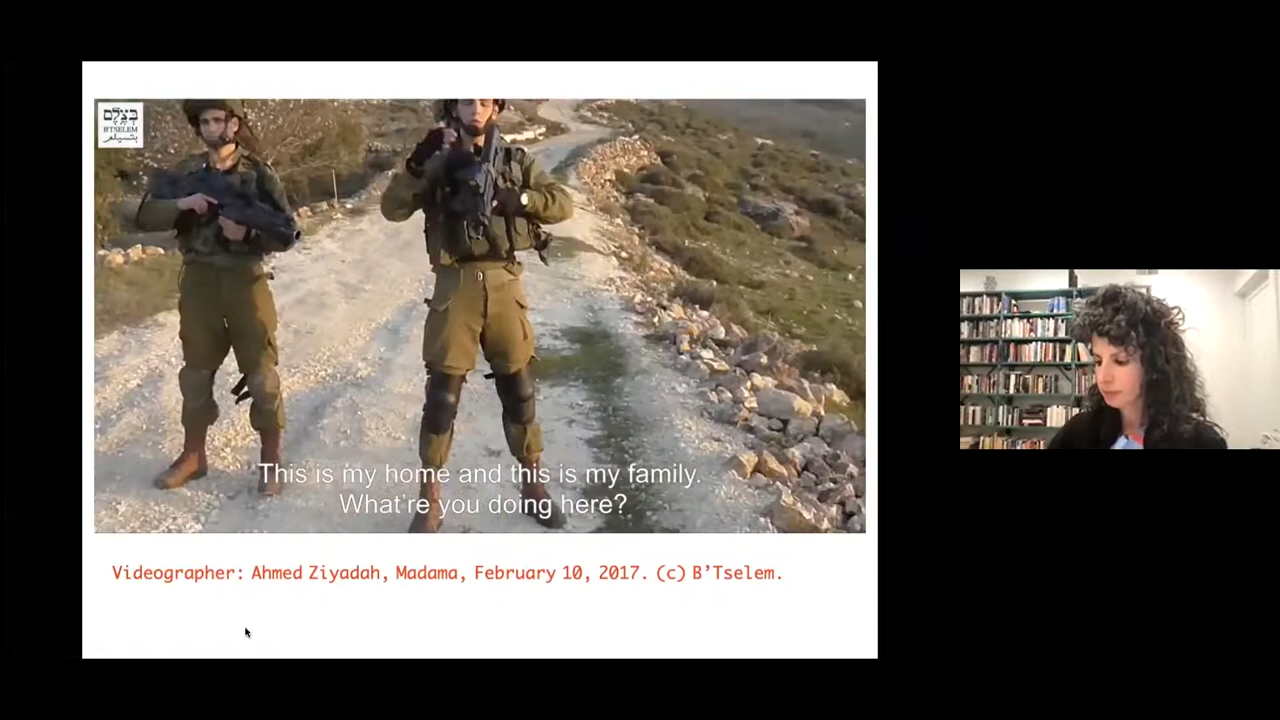 בצלם
B'TSELEM
بتسيلم
This is my home and this is my family.
What're you doing here?
Videographer: Ahmed Ziyadah, Madama, February 10, 2017. (c) B'Tselem.